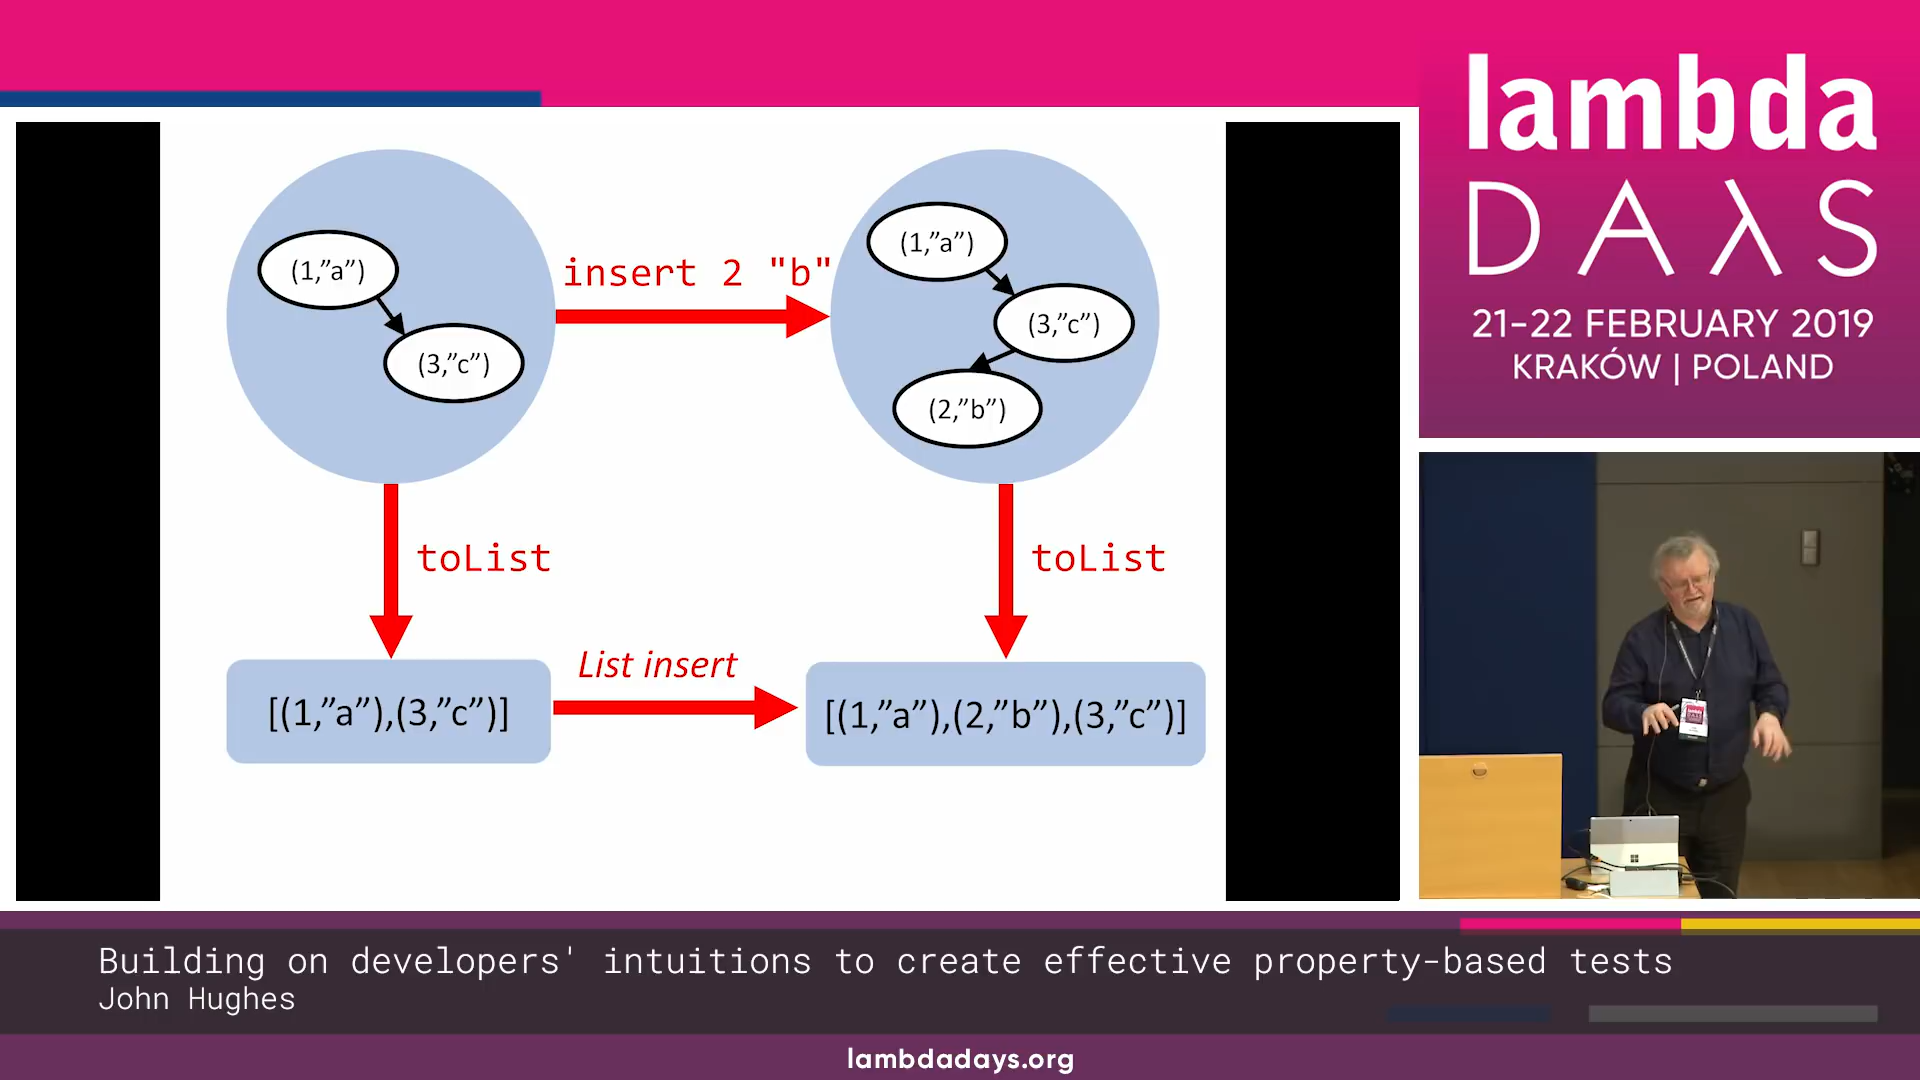 (1,”a”)
(3,”c”)
insert 2 "b"
(1,”a”)
(3,”c”)
(2,”b”)
toList
toList
[(1,”a”),(3,”c”)]
List insert
[(1,”a”),(2,”b”),(3,”c”)]
lambda
DAλS
21-22 FEBRUARY 2019
KRAKÓW | POLAND
Building on developers' intuitions to create effective property-based tests
John Hughes
lambdadays.org